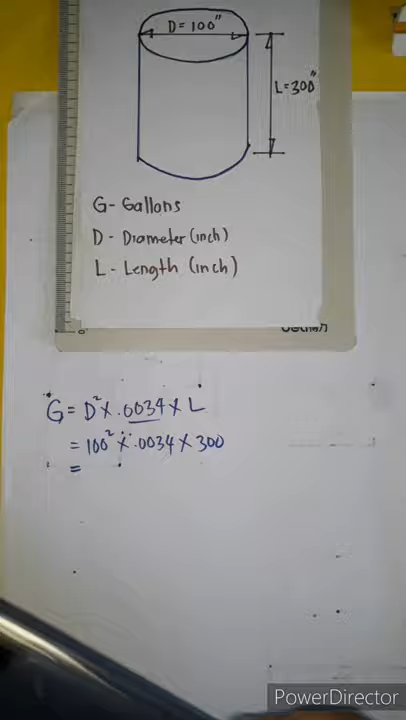 D=100"
L=300"
G- Gallons
D - Diameter (inch)
L - Length (inch)
G = D² X .0034 X L
= 100² X .0034 X 300
=
PowerDirector